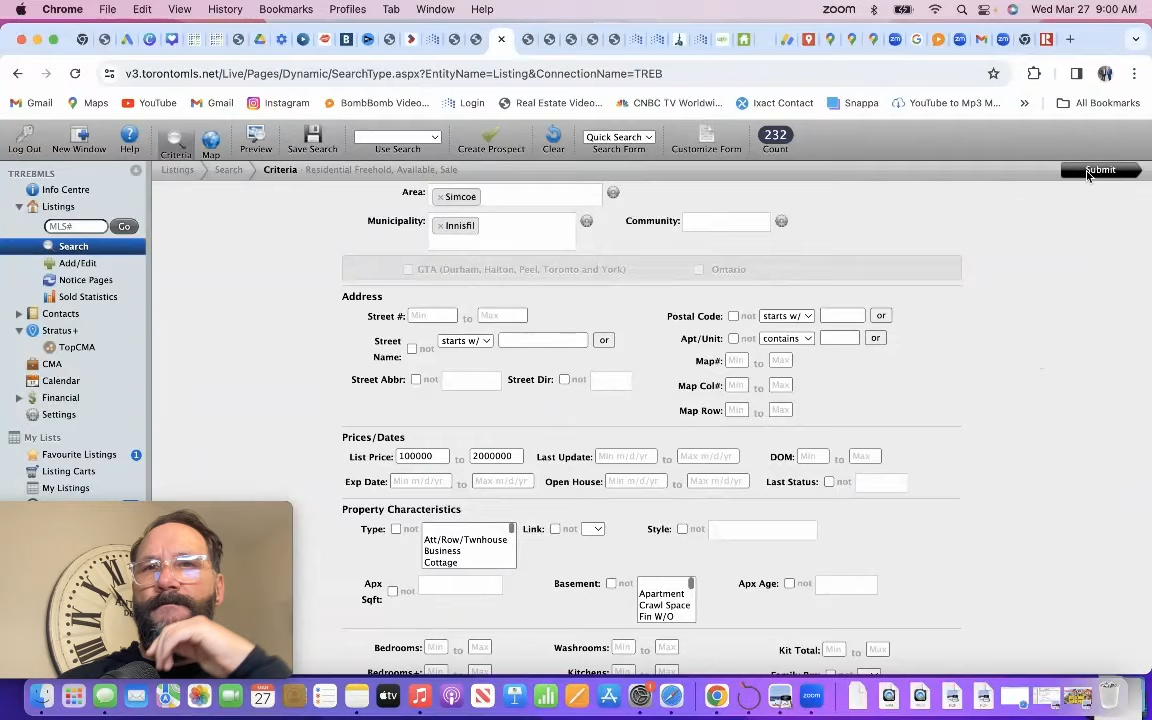 Chrome File Edit View History Bookmarks Profiles Tab Window Help zoom Wed Mar 27 9:00 AM
v3.torontomls.net/Live/Pages/Dynamic/SearchType.aspx?EntityName=Listing&ConnectionName=TREB
Gmail Maps YouTube Gmail Instagram BombBomb Video... Login Real Estate Video... CNBC TV Worldwi... Ixact Contact Snappa YouTube to Mp3 M... » All Bookmarks
Log Out New Window Help Criteria Map Preview Save Search Use Search Create Prospect Clear Quick Search Search Form Customize Form 232 Count
TRREBMLS Listings Search Criteria - Residential Freehold, Available, Sale Submit
Info Centre
Listings
MLS# Go
Search
Add/Edit
Notice Pages
Sold Statistics
Contacts
Status+
TopCMA
CMA
Calendar
Financial
Settings
My Lists
Favourite Listings 1
Listing Carts
My Listings
Area: × Simcoe
Municipality: × Innisfil Community:
GTA (Durham, Halton, Peel, Toronto and York) Ontario
Address
Street #: Min to Max Postal Code: not starts w/ or
Street Name: not starts w/ or Apt/Unit: not contains or
Map#: Min to Max
Street Abbr: not Street Dir: not Map Col#: Min to Max
Map Row: Min to Max
Prices/Dates
List Price: 100000 to 2000000 Last Update: Min m/d/yr to Max m/d/yr DOM: Min to Max
Exp Date: Min m/d/yr to Max m/d/yr Open House: Min m/d/yr to Max m/d/yr Last Status: not
Property Characteristics
Type: not Att/Row/Twnhouse Link: not Style: not
Business
Cottage
Apx Sqft: not Basement: not Apartment Apx Age: not
Crawl Space
Fin W/O
Bedrooms: Min to Max Washrooms: Min to Max Kit Total: Min to Max